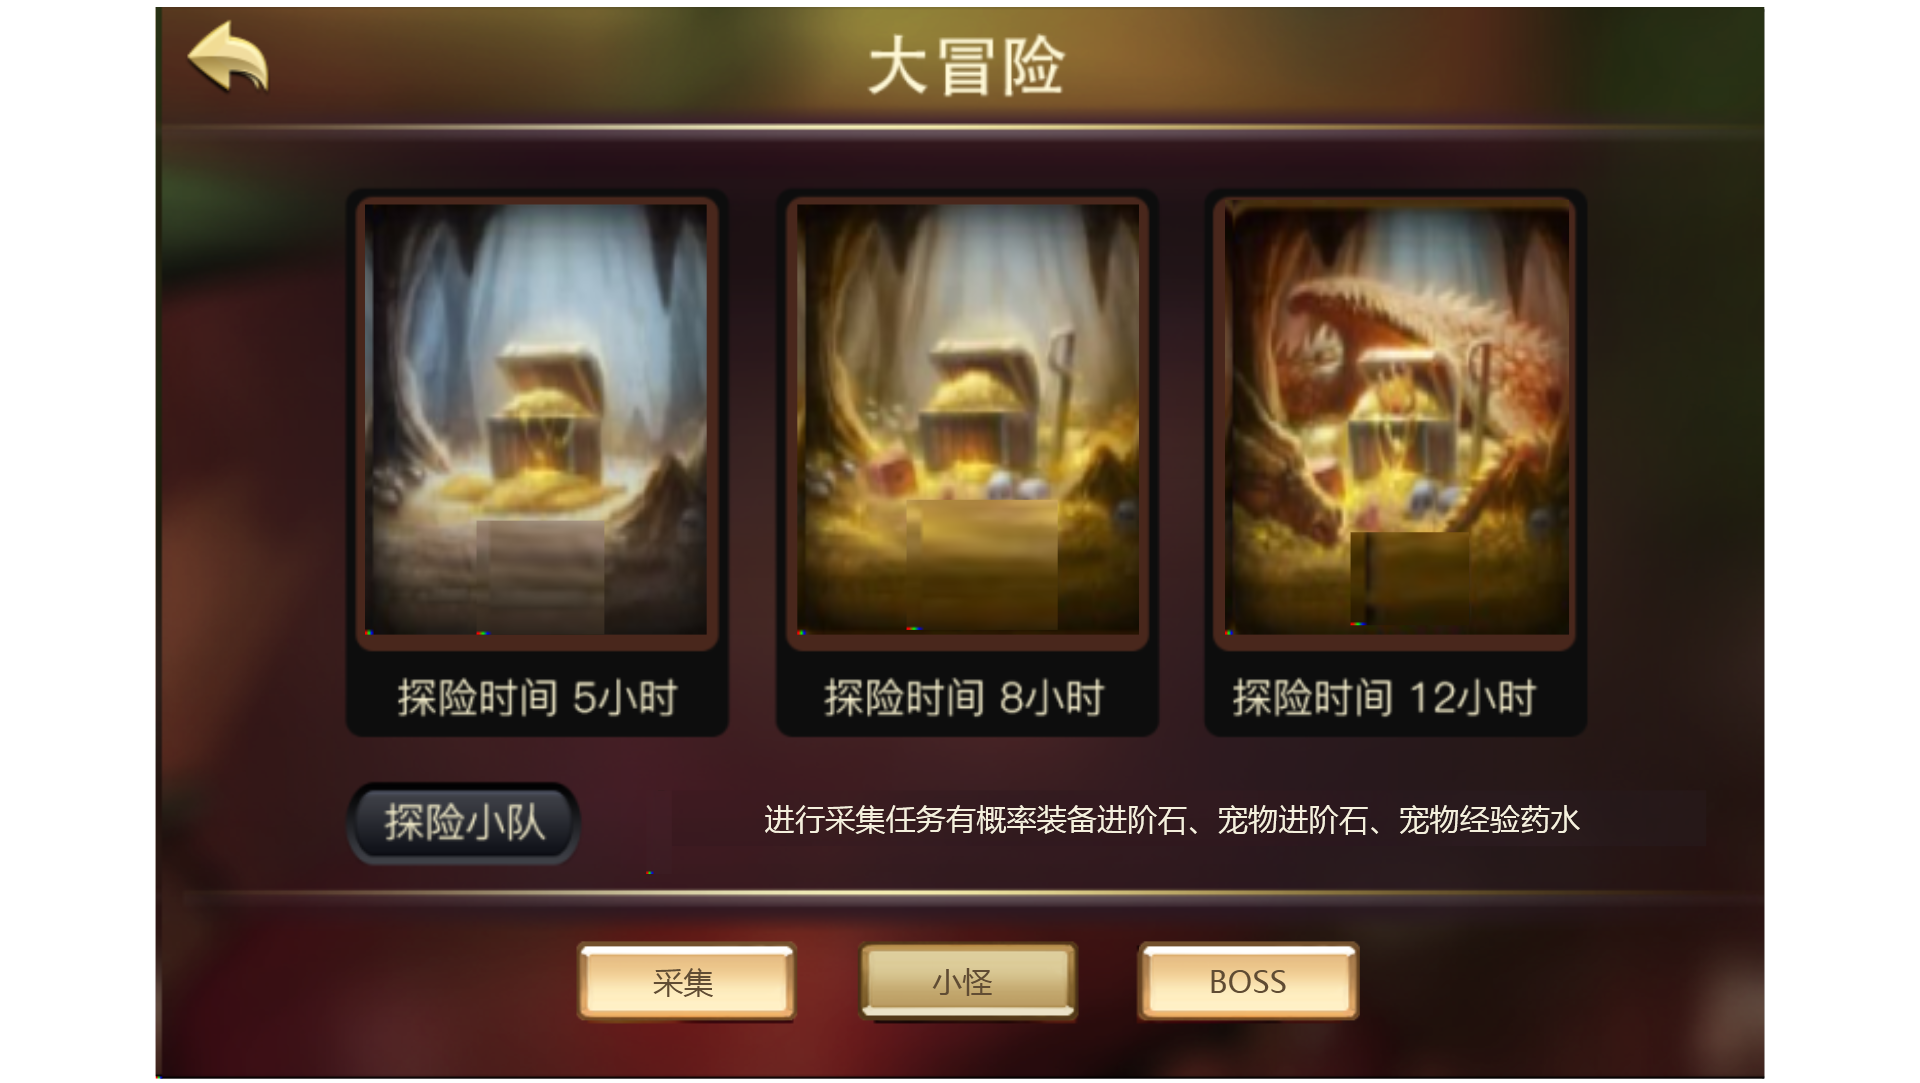 大冒险
探险时间 5小时
探险时间 8小时
探险时间 12小时
探险小队
进行采集任务有概率装备进阶石、宠物进阶石、宠物经验药水
采集
小怪
BOSS